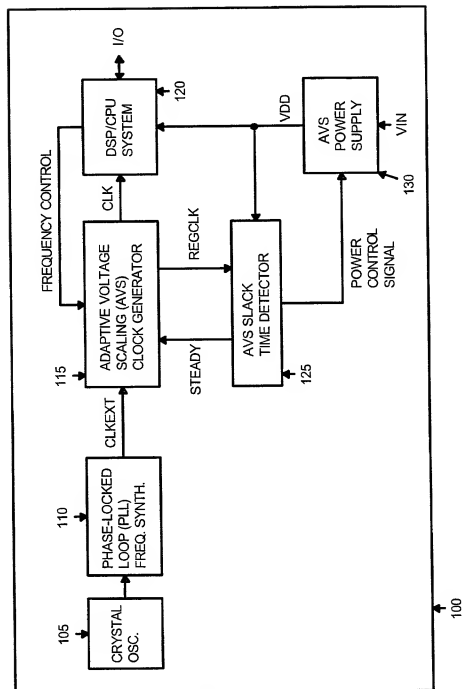 105
CRYSTAL
OSC.
110
PHASE-LOCKED
LOOP (PLL)
FREQ. SYNTH.
CLKEXT
115
ADAPTIVE VOLTAGE
SCALING (AVS)
CLOCK GENERATOR
FREQUENCY CONTROL
CLK
DSP/CPU
SYSTEM
I/O
120
STEADY
REGCLK
AVS SLACK
TIME DETECTOR
125
VDD
POWER
CONTROL
SIGNAL
AVS
POWER
SUPPLY
VIN
130
100